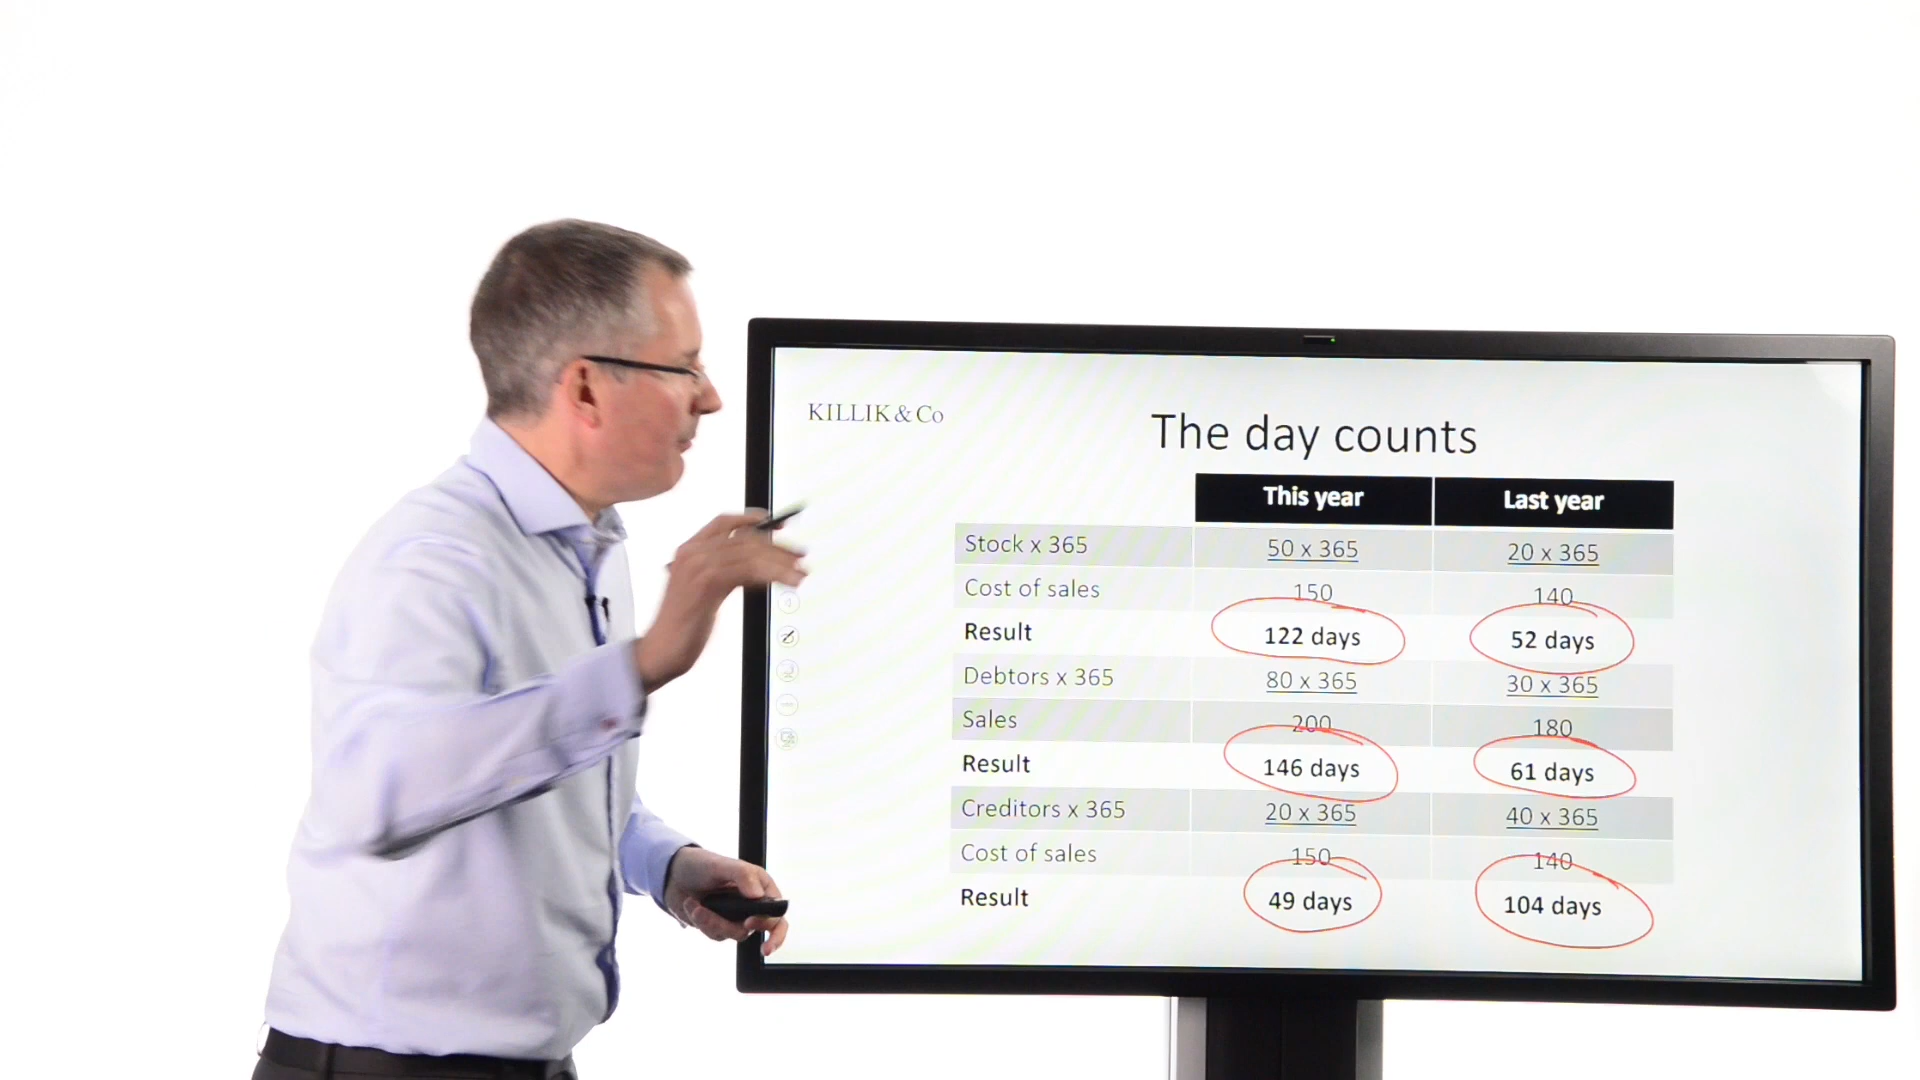 KILLIK & Co
The day counts
This year Last year
Stock x 365 50 x 365 20 x 365
Cost of sales 150 140
Result 122 days 52 days
Debtors x 365 80 x 365 30 x 365
Sales 200 180
Result 146 days 61 days
Creditors x 365 20 x 365 40 x 365
Cost of sales 150 140
Result 49 days 104 days